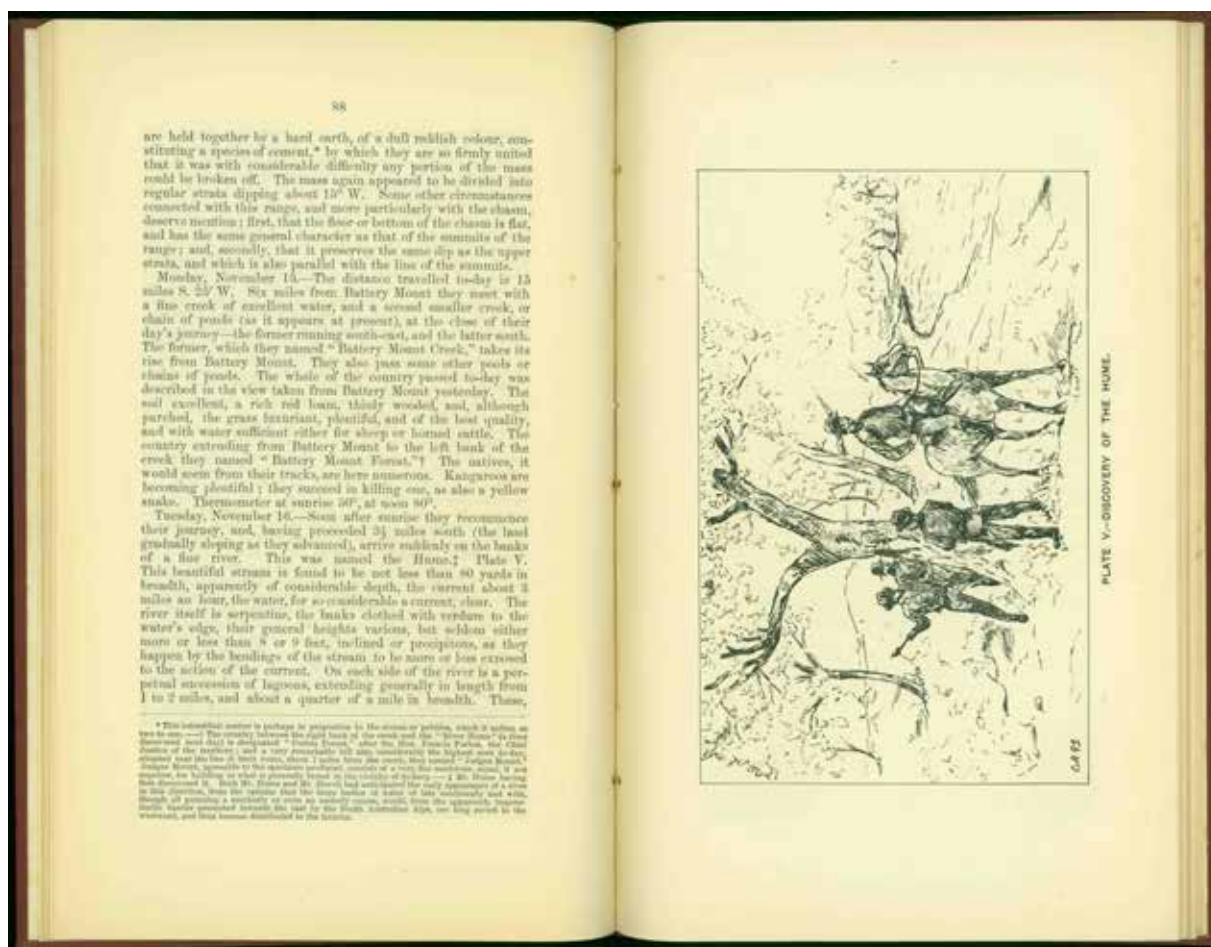 88
are held together by a hard earth, of a dull reddish colour, con-
stituting a species of cement,* by which they are so firmly united
that it was with considerable difficulty any portion of the mass
could be broken off. The mass again appeared to be divided into
regular strata dipping about 15° W. Some other circumstances
connected with this range, and more particularly with the chasm,
deserve mention; first, that the floor or bottom of the chasm is flat,
and has the same general character as that of the summits of the
range; and, secondly, that it preserves the same dip as the upper
strata, and which is also parallel with the line of the summits.
Monday, November 15.—The distance travelled to-day is 15
miles S. W. Six miles from Battery Mount they meet with
a fine creek of excellent water, and a second smaller creek, or
chain of ponds (as it appears at present), at the close of their
day's journey—the former running south-east, and the latter south.
The former, which they named "Battery Mount Creek," takes its
rise from Battery Mount. They also pass some other pools or
chains of ponds. The whole of the country passed to-day was
described in the view taken from Battery Mount yesterday. The
soil excellent, a rich red loam, thinly wooded, and, although
parched, the grass luxuriant, plentiful, and of the best quality,
and with water sufficient either for sheep or horned cattle. The
country extending from Battery Mount to the left bank of the
creek they named "Battery Mount Forest."† The natives, it
would seem from their tracks, are here numerous. Kangaroos are
becoming plentiful; they succeed in killing one, as also a yellow
snake. Thermometer at sunrise 50°, at noon 80°.
Tuesday, November 16.—Soon after sunrise they recommence
their journey, and, having proceeded 3½ miles south (the land
gradually sloping as they advanced), arrive suddenly on the banks
of a fine river. This was named the Hume.‡ Plate V.
This beautiful stream is found to be not less than 80 yards in
breadth, apparently of considerable depth, the current about 3
miles an hour, the water, for so considerable a current, clear. The
river itself is serpentine, the banks clothed with verdure to the
water's edge, their general heights various, but seldom either
more or less than 8 or 9 feet, inclined or precipitous, as they
happen by the bendings of the stream to be more or less exposed
to the action of the current. On each side of the river is a per-
petual succession of lagoons, extending generally in length from
1 to 2 miles, and about a quarter of a mile in breadth. These,
PLATE V.—DISCOVERY OF THE HUME.